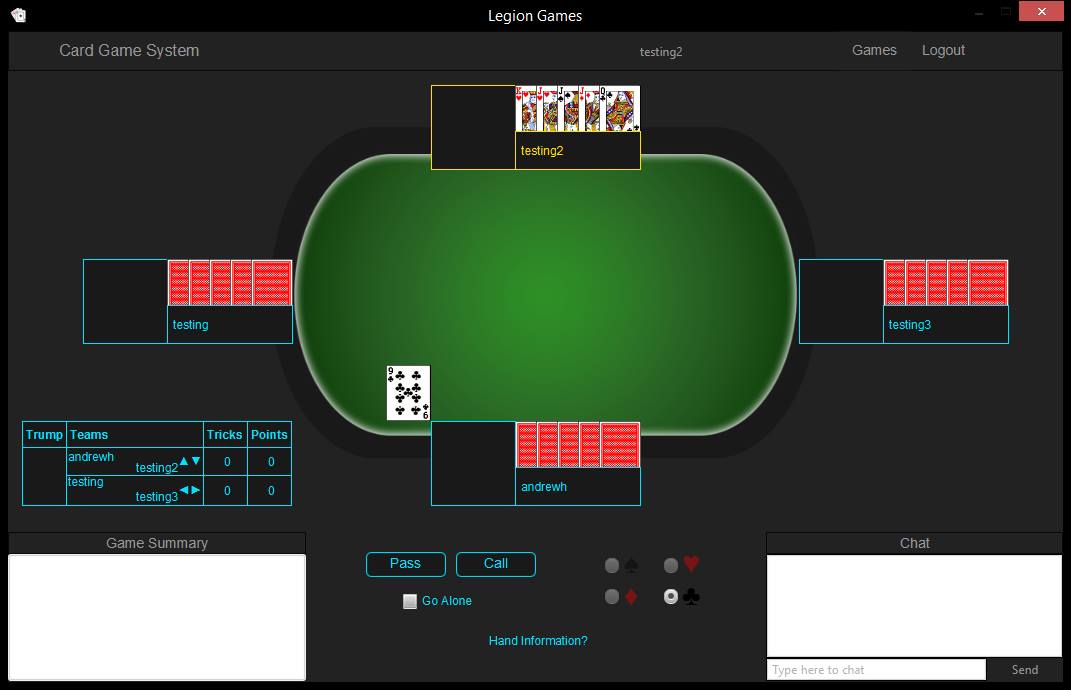 Legion Games
Card Game System
testing2
Games
Logout
K J J J Q
testing2
testing
testing3
9
6
andrewh
Trump Teams Tricks Points
andrewh
testing2 0 0
testing
testing3 0 0
Game Summary
Pass
Call
Go Alone
Hand Information?
Chat
Type here to chat
Send